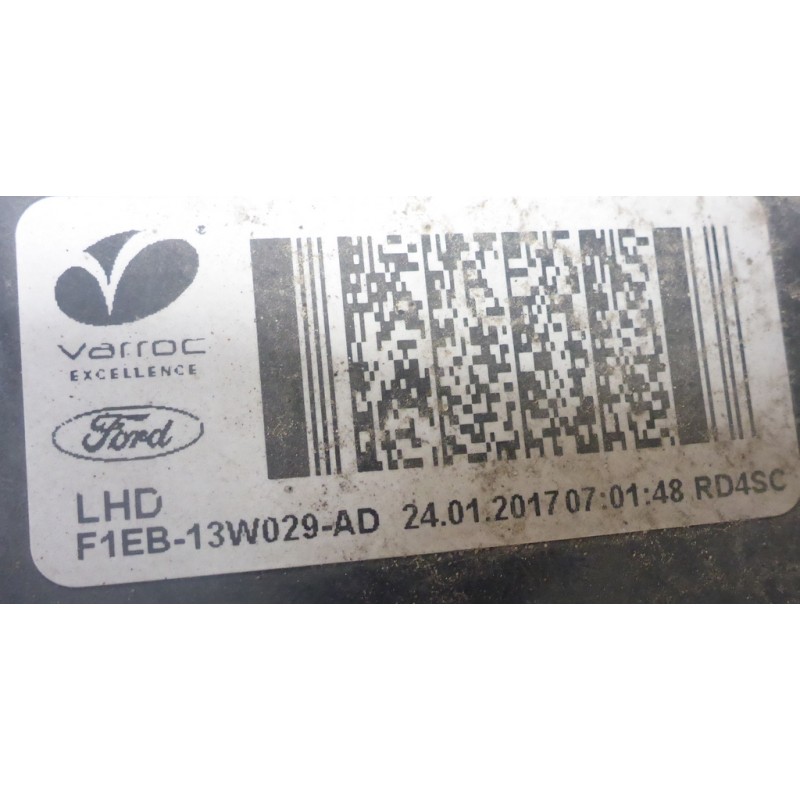 varroc
EXCELLENCE
Ford
LHD
F1EB-13W029-AD 24.01.2017 07:01:48 RD4SC